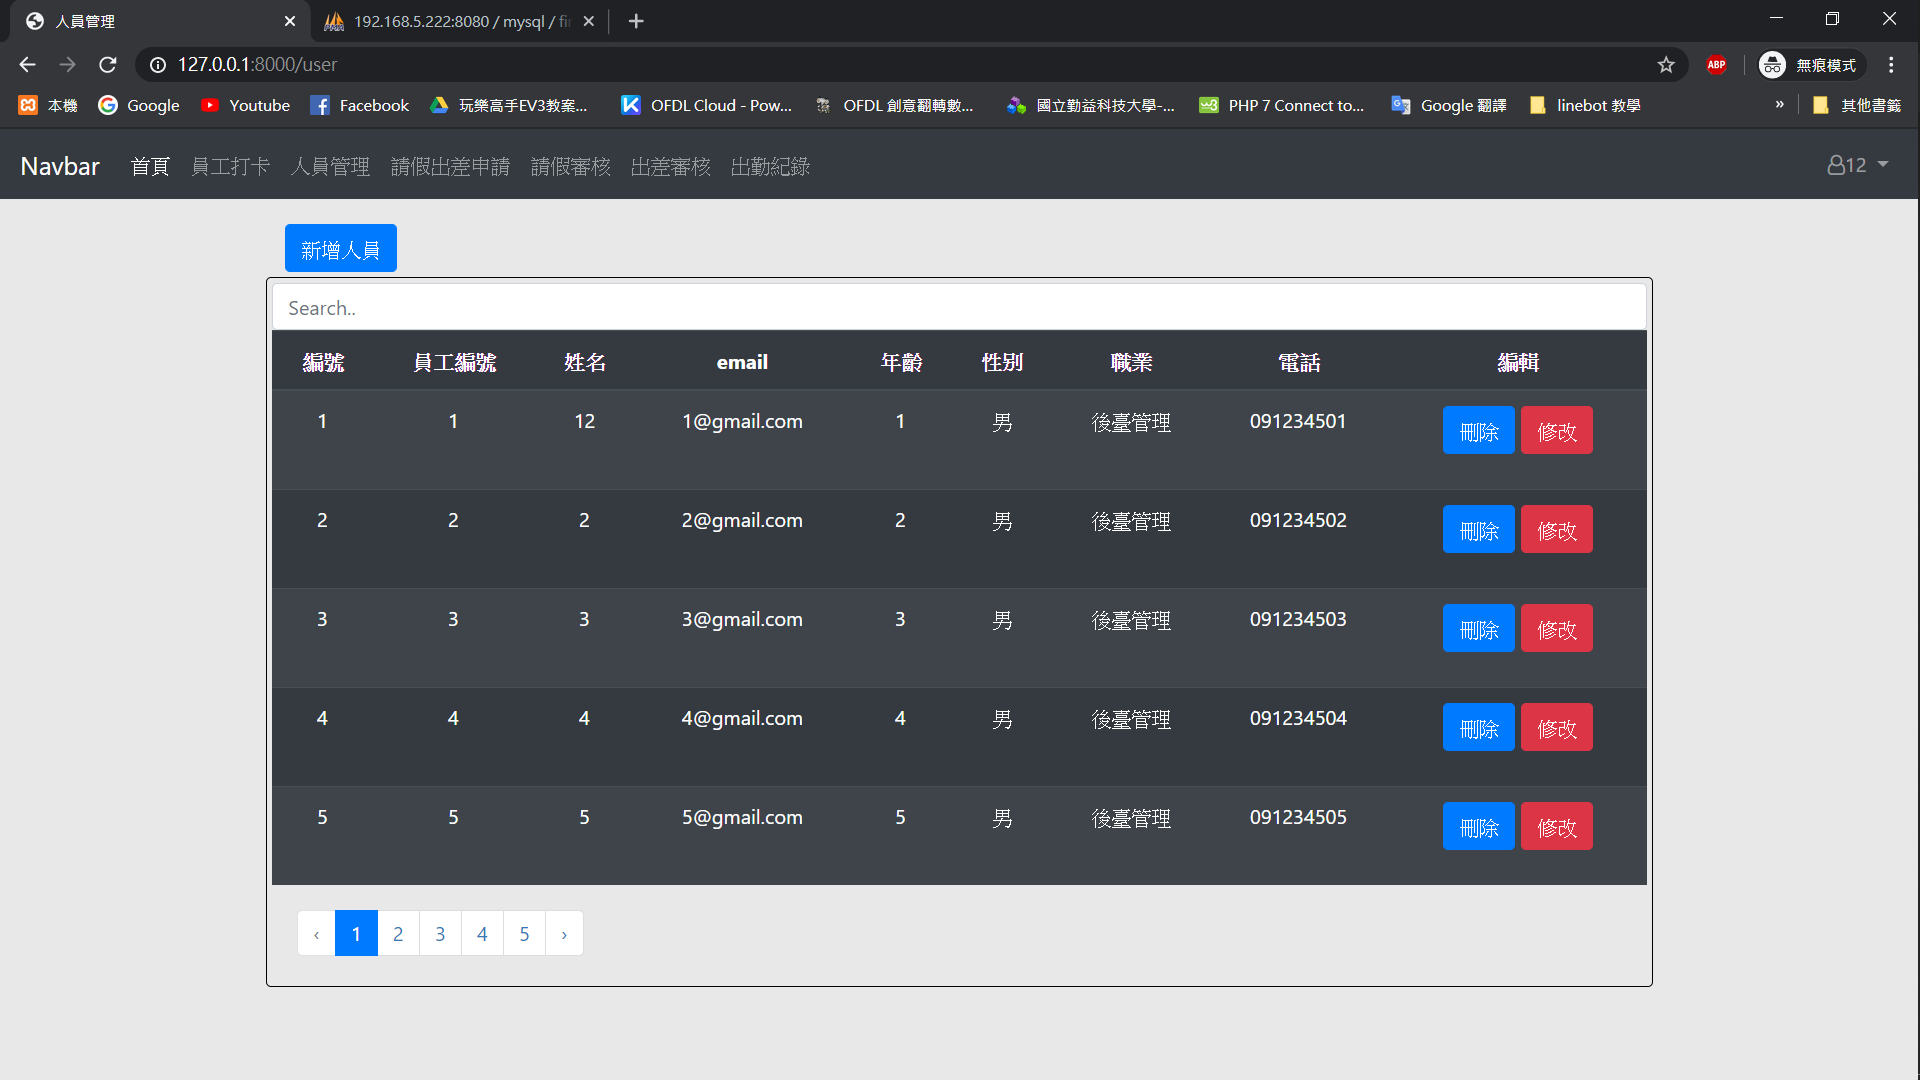 人員管理
192.168.5.222:8080 / mysql / fi
127.0.0.1:8000/user
ABP
無痕模式
本機 Google Youtube Facebook 玩樂高手EV3教案... OFDL Cloud - Pow... OFDL 創意翻轉數... 國立勤益科技大學-... PHP 7 Connect to... Google 翻譯 linebot 教學 » 其他書籤
Navbar 首頁 員工打卡 人員管理 請假出差申請 請假審核 出差審核 出勤紀錄 12
新增人員
Search..
編號 員工編號 姓名 email 年齡 性別 職業 電話 編輯
1 1 12 1@gmail.com 1 男 後臺管理 091234501 刪除 修改
2 2 2 2@gmail.com 2 男 後臺管理 091234502 刪除 修改
3 3 3 3@gmail.com 3 男 後臺管理 091234503 刪除 修改
4 4 4 4@gmail.com 4 男 後臺管理 091234504 刪除 修改
5 5 5 5@gmail.com 5 男 後臺管理 091234505 刪除 修改
‹ 1 2 3 4 5 ›